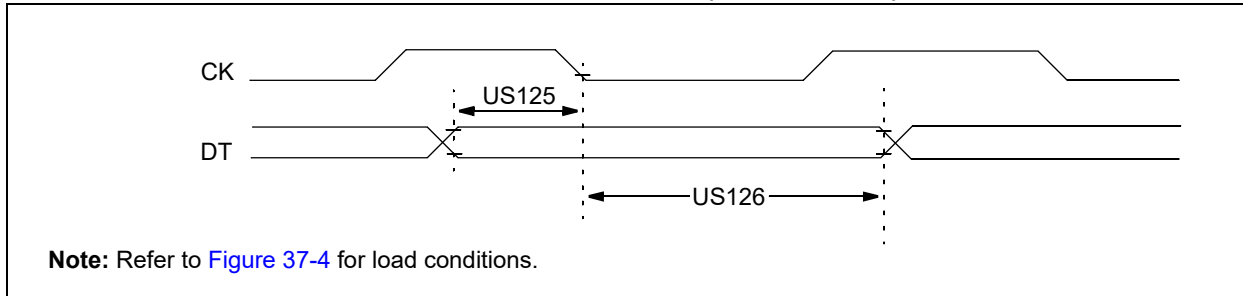 CK
US125
DT
US126
Note: Refer to Figure 37-4 for load conditions.